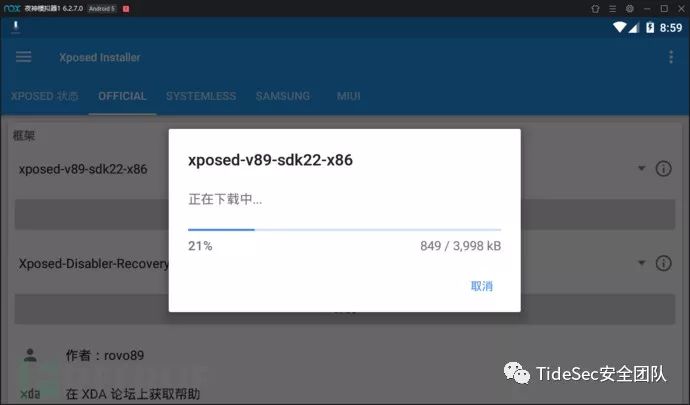 nox 夜神模拟器1 6.2.7.0 Android 5
8:59
Xposed Installer
XPOSED 状态 OFFICIAL SYSTEMLESS SAMSUNG MIUI
框架
xposed-v89-sdk22-x86
xposed-v89-sdk22-x86
正在下载中...
21% 849 / 3,998 kB
Xposed-Disabler-Recovery
取消
作者：rovo89
xda 在 XDA 论坛上获取帮助
TideSec安全团队